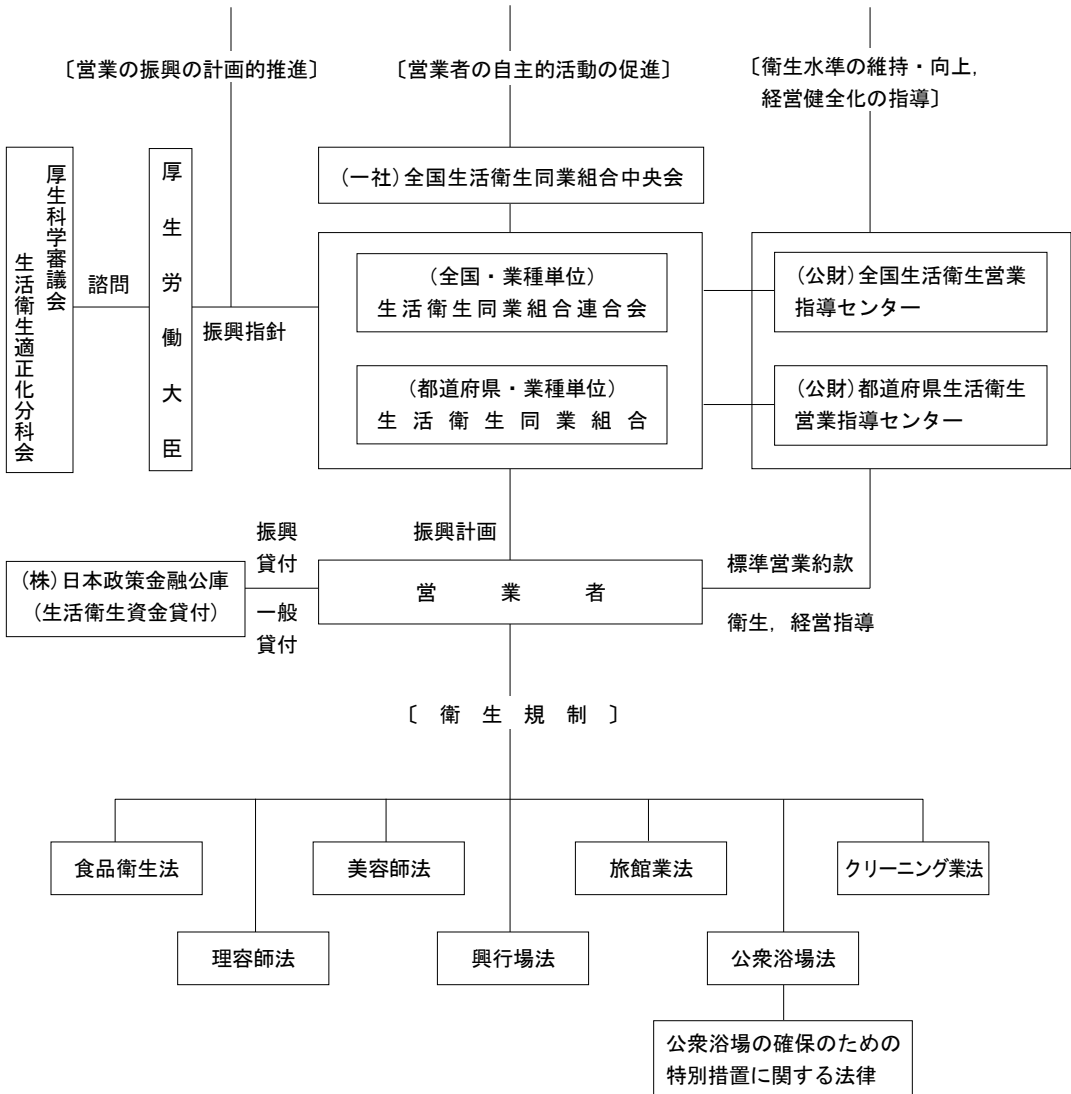 〔営業の振興の計画的推進〕
〔営業者の自主的活動の促進〕
〔衛生水準の維持・向上,
経営健全化の指導〕
厚生科学審議会
生活衛生適正化分科会
諮問
厚生労働大臣
振興指針
(一社)全国生活衛生同業組合中央会
(全国・業種単位)
生活衛生同業組合連合会
(都道府県・業種単位)
生活衛生同業組合
(公財)全国生活衛生営業
指導センター
(公財)都道府県生活衛生
営業指導センター
(株)日本政策金融公庫
(生活衛生資金貸付)
振興
貸付
一般
貸付
振興計画
営業者
標準営業約款
衛生,経営指導
〔衛生規制〕
食品衛生法
美容師法
旅館業法
クリーニング業法
理容師法
興行場法
公衆浴場法
公衆浴場の確保のための
特別措置に関する法律